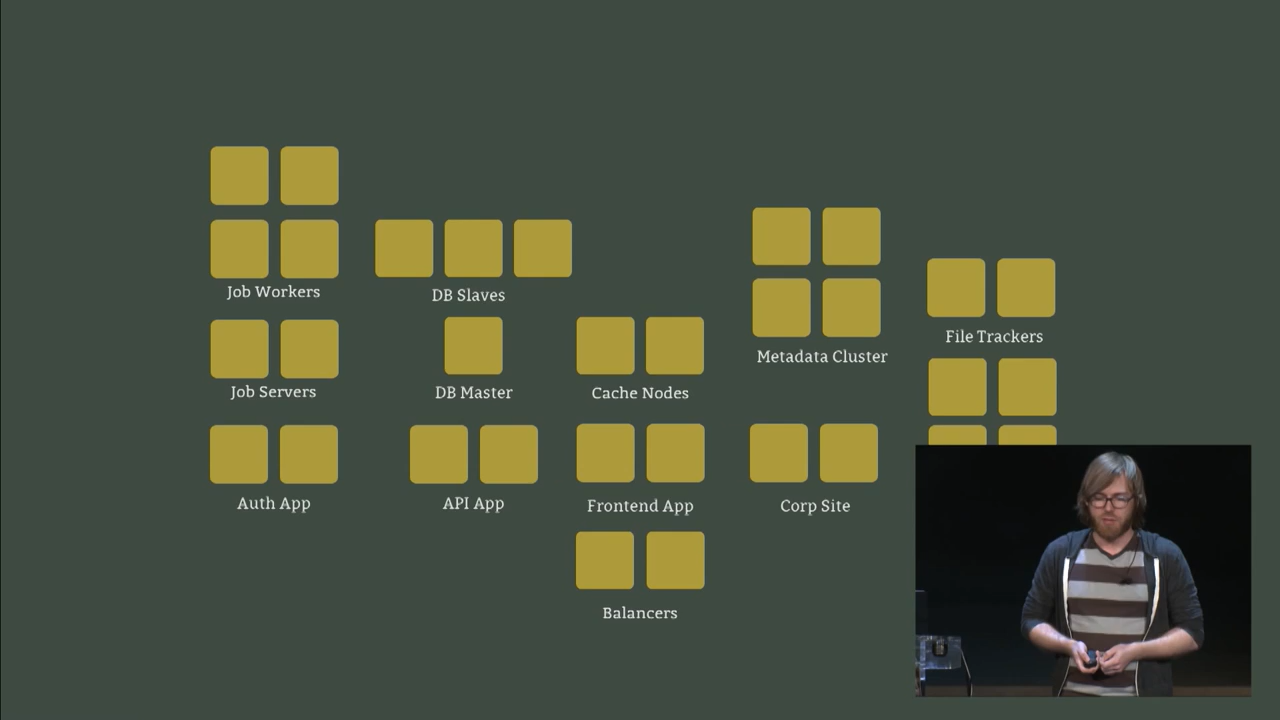 Job Workers
DB Slaves
File Trackers
Metadata Cluster
Job Servers
DB Master
Cache Nodes
Auth App
API App
Frontend App
Corp Site
Balancers